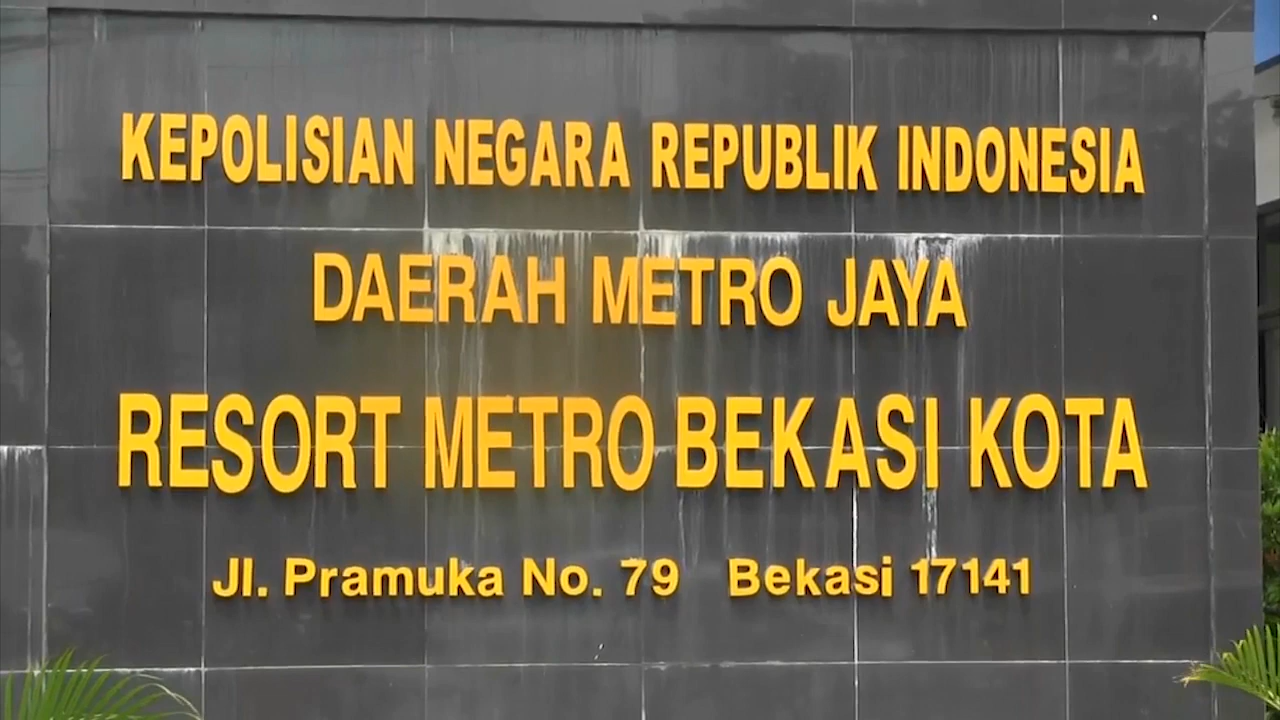 KEPOLISIAN NEGARA REPUBLIK INDONESIA
DAERAH METRO JAYA
RESORT METRO BEKASI KOTA
Jl. Pramuka No. 79 Bekasi 17141